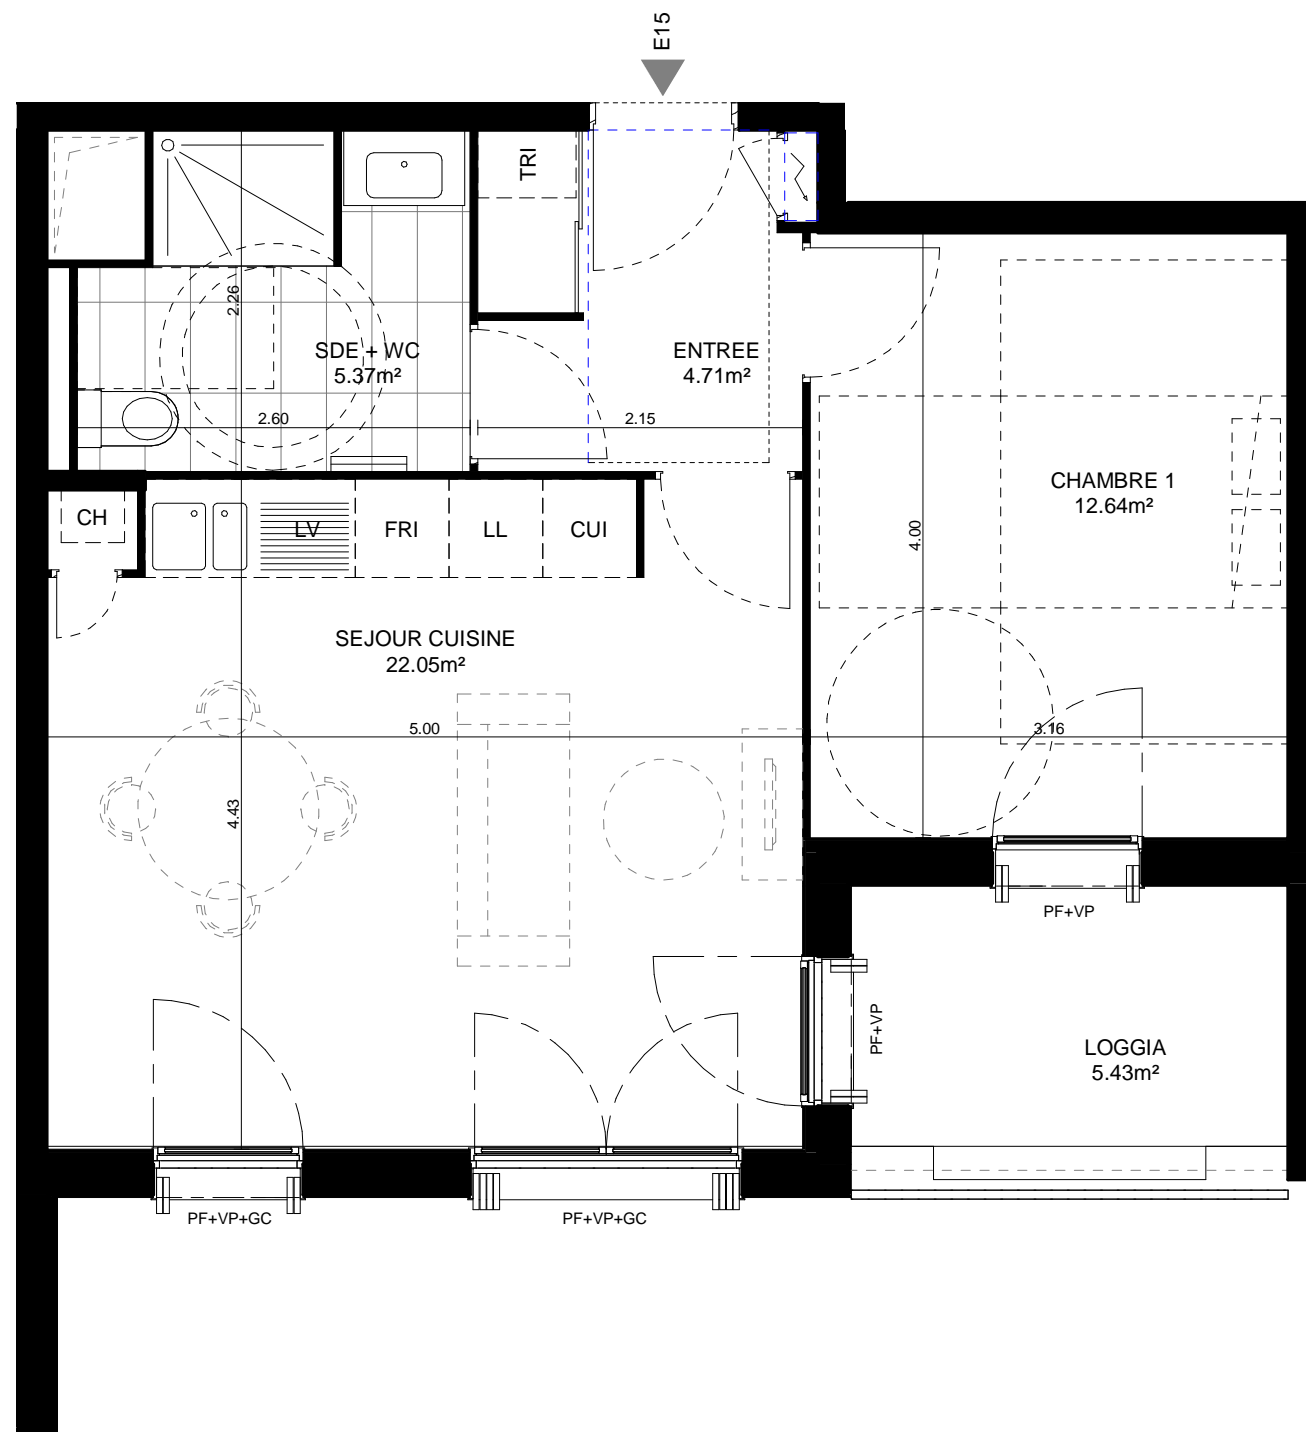 E15
TRI
2.26
SDE + WC
5.37m²
ENTREE
4.71m²
2.60
2.15
CHAMBRE 1
12.64m²
4.00
CH
LV
FRI
LL
CUI
SEJOUR CUISINE
22.05m²
5.00
3.16
4.43
PF+VP
PF+VP
LOGGIA
5.43m²
PF+VP+GC
PF+VP+GC